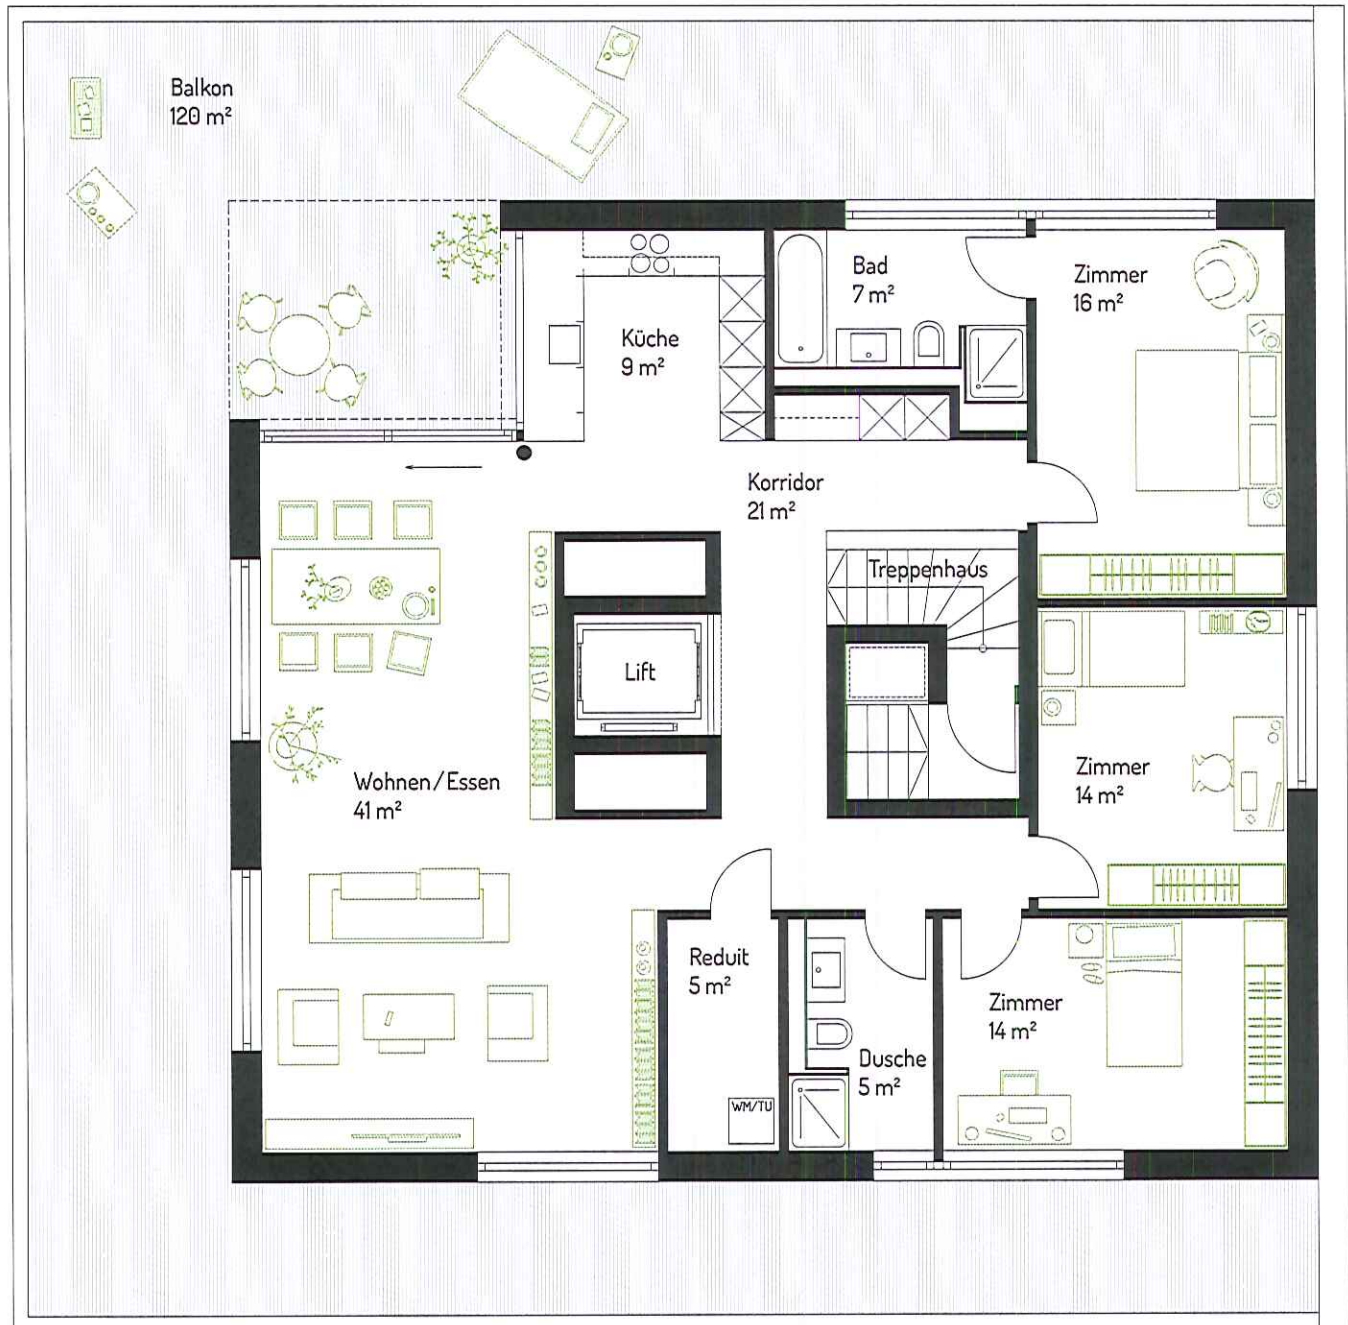 Balkon
120 m²
Bad
7 m²
Zimmer
16 m²
Küche
9 m²
Korridor
21 m²
Treppenhaus
Lift
Wohnen/Essen
41 m²
Zimmer
14 m²
Reduit
5 m²
Zimmer
14 m²
Dusche
5 m²
WM/TU